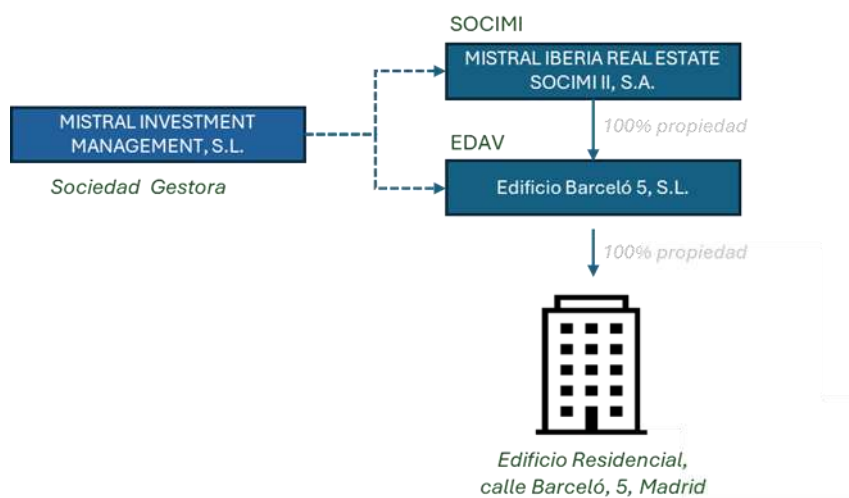 SOCIMI
MISTRAL IBERIA REAL ESTATE
SOCIMI II, S.A.
MISTRAL INVESTMENT
MANAGEMENT, S.L.
Sociedad Gestora
100% propiedad
EDAV
Edificio Barceló 5, S.L.
100% propiedad
Edificio Residencial,
calle Barceló, 5, Madrid